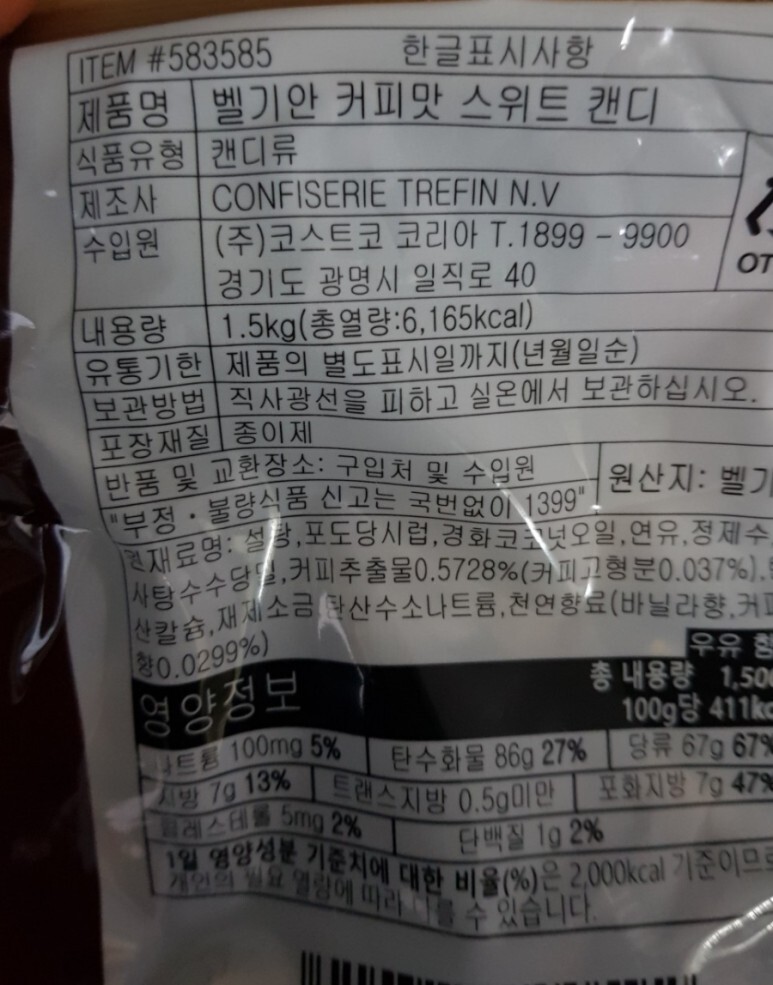 ITEM #583585 한글표시사항
제품명 벨기안 커피맛 스위트 캔디
식품유형 캔디류
제조사 CONFISERIE TREFIN N.V
수입원 (주)코스트코 코리아 T.1899 - 9900
경기도 광명시 일직로 40
OT
내용량 1.5kg(총열량:6,165kcal)
유통기한 제품의 별도표시일까지(년월일순)
보관방법 직사광선을 피하고 실온에서 보관하십시오.
포장재질 종이제
반품 및 교환장소: 구입처 및 수입원 원산지: 벨기
"부정·불량식품 신고는 국번없이 1399"
원재료명: 설탕,포도당시럽,경화코코넛오일,연유,정제수,
사탕수수당밀,커피추출물0.5728%(커피고형분0.037%),
산칼슘,재제소금,탄산수소나트륨,천연향료(바닐라향,커피
향0.0299%)
우유 함
영양정보 총 내용량 1,500
100g당 411kc
나트륨 100mg 5% 탄수화물 86g 27% 당류 67g 67%
지방 7g 13% 트랜스지방 0.5g미만 포화지방 7g 47%
콜레스테롤 5mg 2% 단백질 1g 2%
1일 영양성분 기준치에 대한 비율(%)은 2,000kcal 기준이므로
개인의 필요 열량에 따라 다를 수 있습니다.